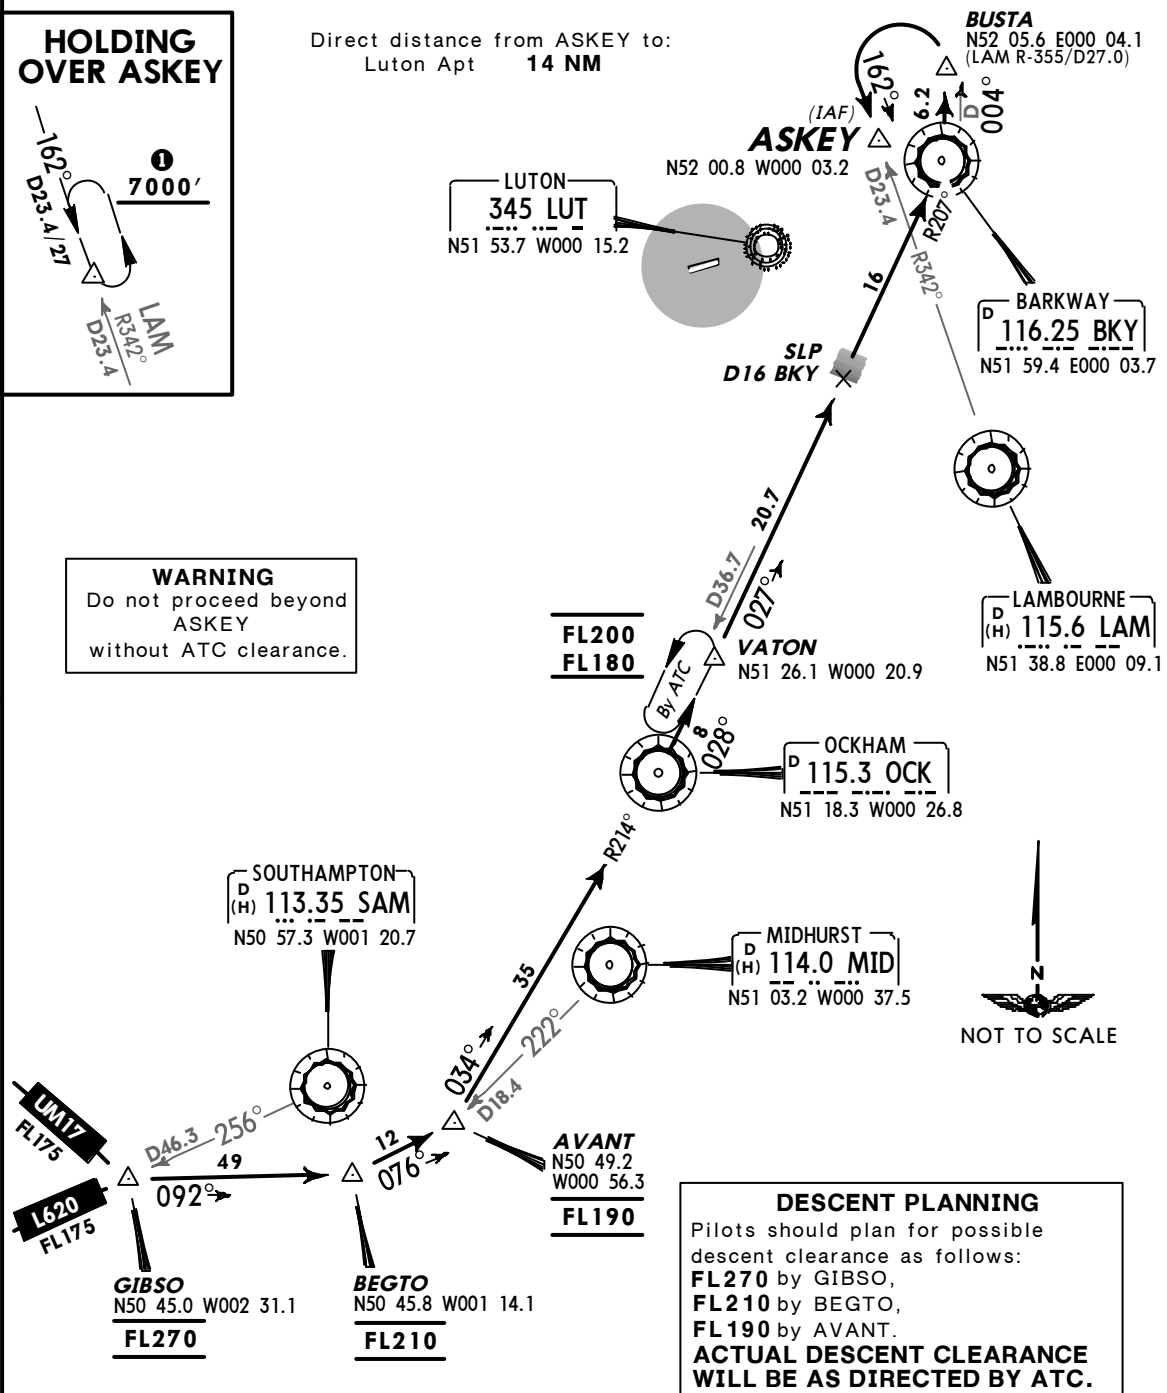 HOLDING
OVER ASKEY
162°
D23.4/27
1
7000′
LAM
R342°
D23.4
Direct distance from ASKEY to:
Luton Apt 14 NM
BUSTA
N52 05.6 E000 04.1
(LAM R-355/D27.0)
162°
6.2
D
004°
(IAF)
ASKEY
N52 00.8 W000 03.2
D23.4
R342°
R207°
LUTON
345 LUT
N51 53.7 W000 15.2
16
BARKWAY
D 116.25 BKY
N51 59.4 E000 03.7
SLP
D16 BKY
LAMBOURNE
D
(H) 115.6 LAM
N51 38.8 E000 09.1
20.7
D36.7
027°
WARNING
Do not proceed beyond
ASKEY
without ATC clearance.
FL200
FL180
By ATC
VATON
N51 26.1 W000 20.9
8
028°
OCKHAM
D 115.3 OCK
N51 18.3 W000 26.8
R214°
SOUTHAMPTON
D
(H) 113.35 SAM
N50 57.3 W001 20.7
35
MIDHURST
D
(H) 114.0 MID
N51 03.2 W000 37.5
N
NOT TO SCALE
034°
222°
D18.4
UM17
FL175
L620
FL175
D46.3
256°
49
092°
12
076°
AVANT
N50 49.2
W000 56.3
FL190
GIBSO
N50 45.0 W002 31.1
FL270
BEGTO
N50 45.8 W001 14.1
FL210
DESCENT PLANNING
Pilots should plan for possible
descent clearance as follows:
FL270 by GIBSO,
FL210 by BEGTO,
FL190 by AVANT.
ACTUAL DESCENT CLEARANCE
WILL BE AS DIRECTED BY ATC.